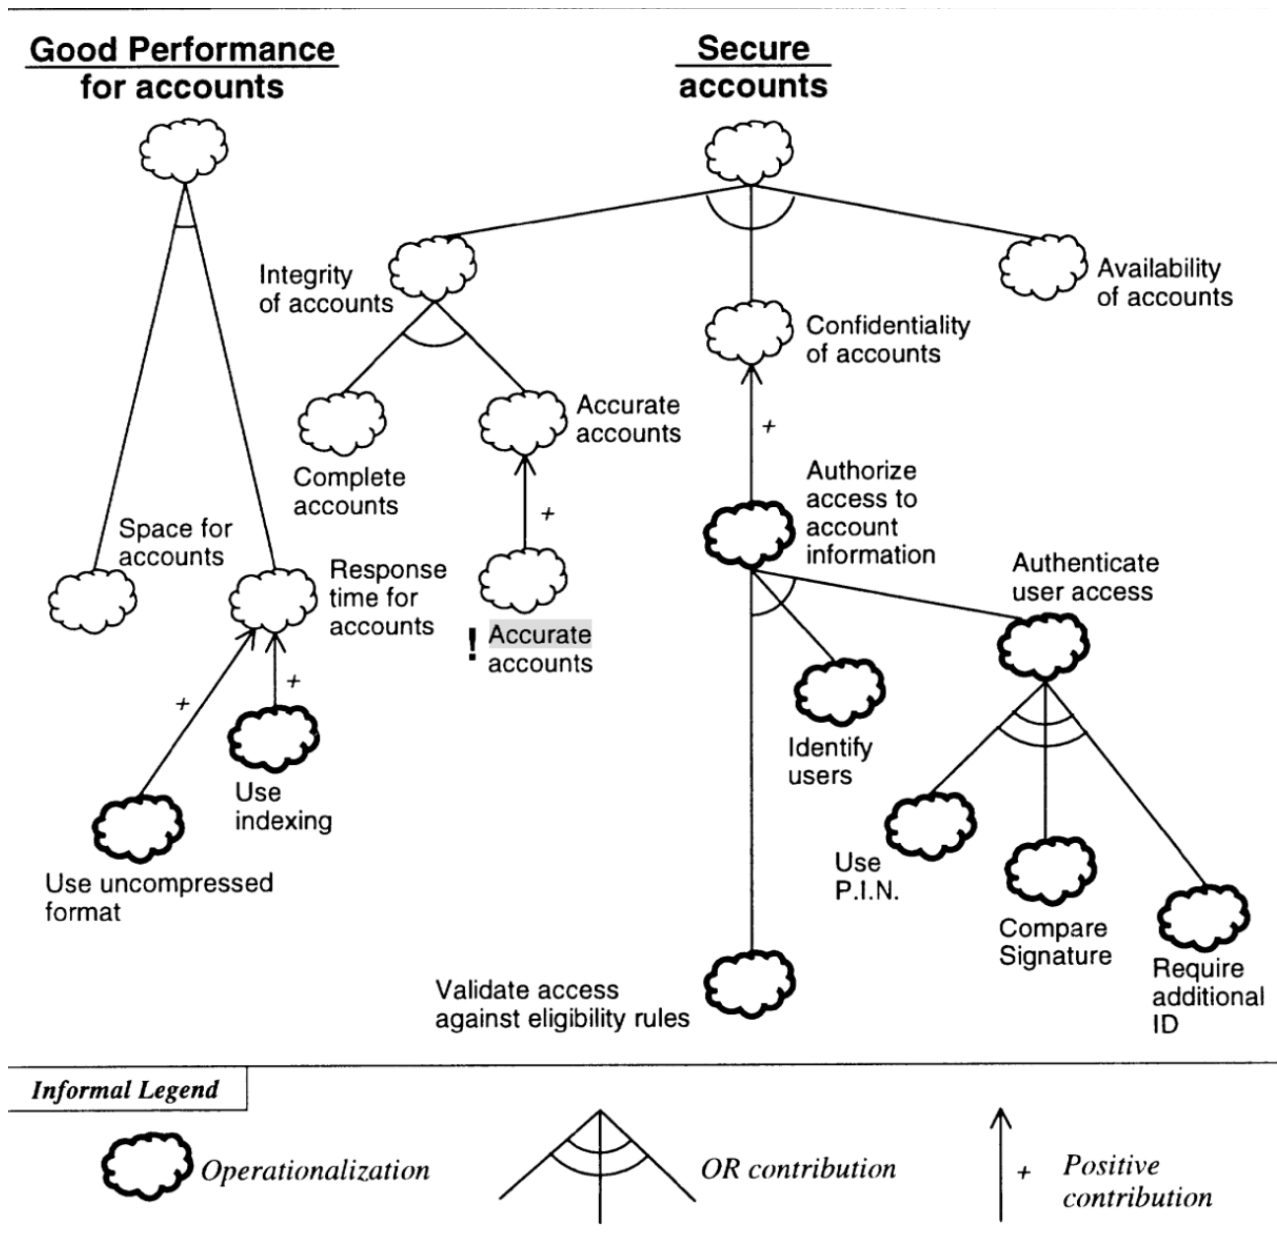 Good Performance
for accounts
Secure
accounts
Integrity
of accounts
Availability
of accounts
Confidentiality
of accounts
Accurate
accounts
Complete
accounts
+
Authorize
access to
account
information
Space for
accounts
+
Response
time for
accounts
Authenticate
user access
! Accurate
accounts
+
+
Identify
users
Use
indexing
Use uncompressed
format
Use
P.I.N.
Compare
Signature
Require
additional
ID
Validate access
against eligibility rules
Informal Legend
Operationalization
OR contribution
+
Positive
contribution